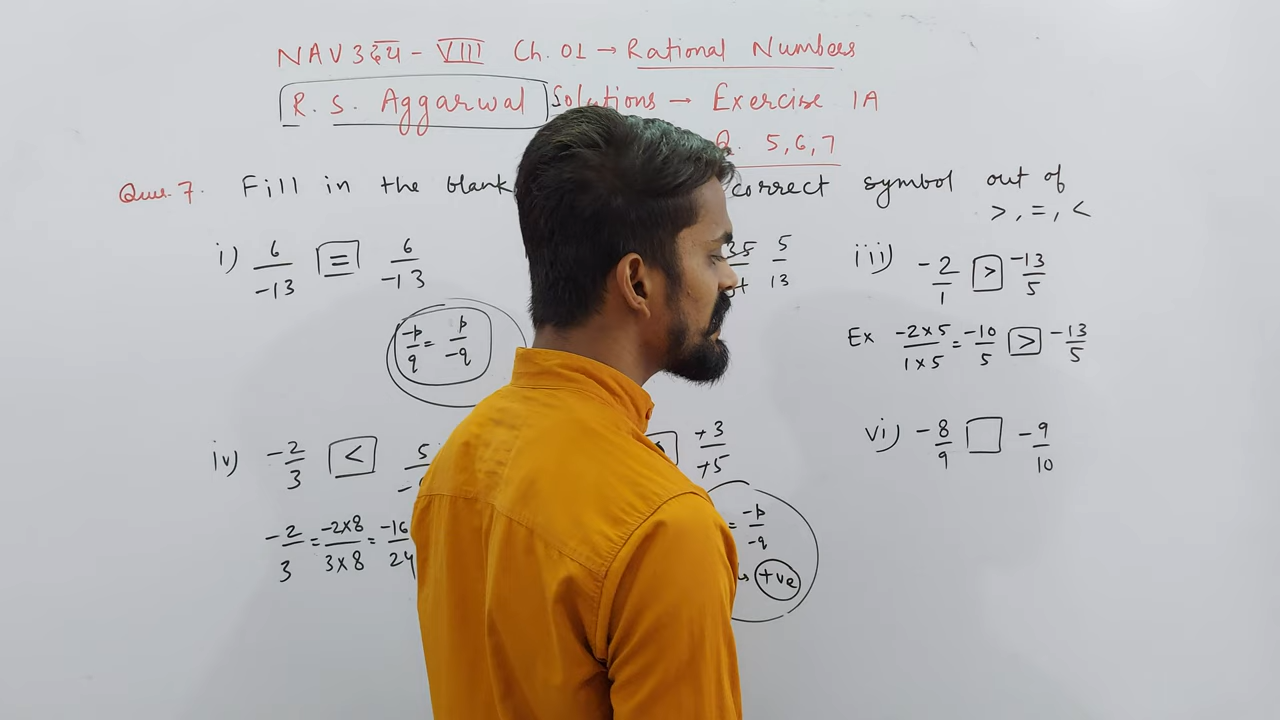 NAV उदय - VIII Ch. 01 → Rational Numbers
R. S. Aggarwal Solutions → Exercise 1A
Q. 5, 6, 7
Que. 7. Fill in the blank correct symbol out of
>, =, <
i) 6/-13 = 6/-13
35 5/13
iii) -2/1 > -13/5
-p/q = p/-q
Ex -2×5/1×5 = -10/5 > -13/5
iv) -2/3 < 5
+3/+5
vi) -8/9 □ -9/10
-2/3 = -2×8/3×8 = -16/24
= -p/-q
+ve